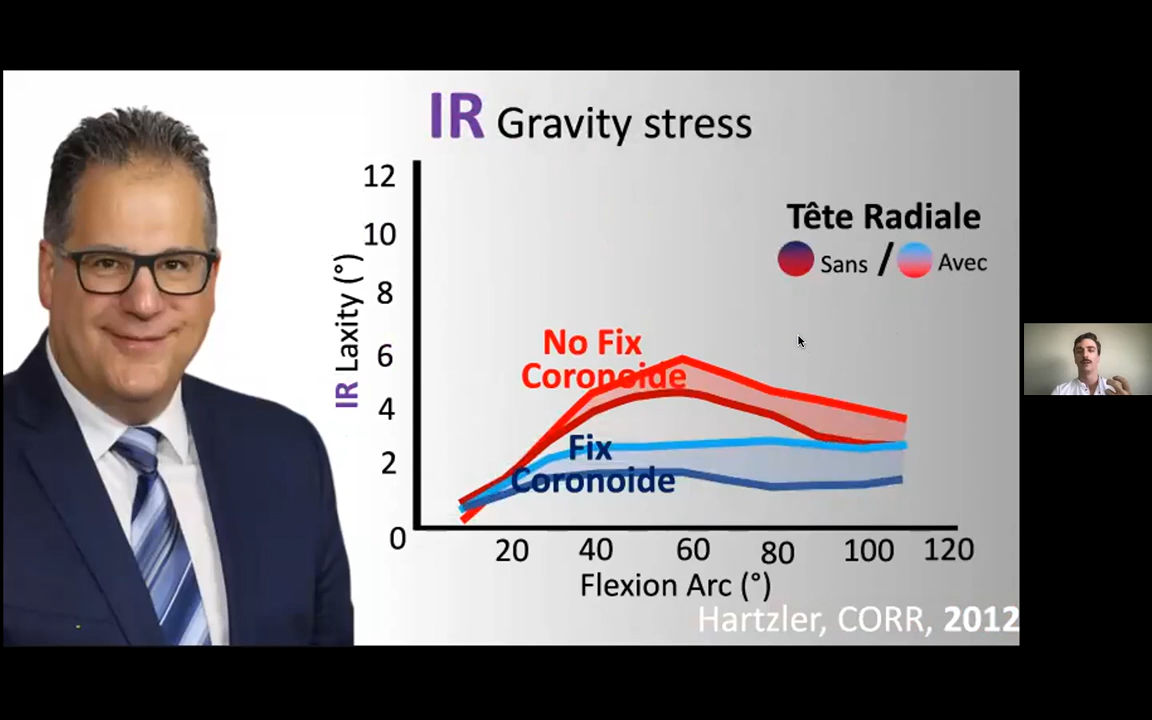 IR Gravity stress
12
10
8
6
4
2
0
IR Laxity (°)
Tête Radiale
Sans / Avec
No Fix
Coronoide
Fix
Coronoide
20 40 60 80 100 120
Flexion Arc (°)
Hartzler, CORR, 2012